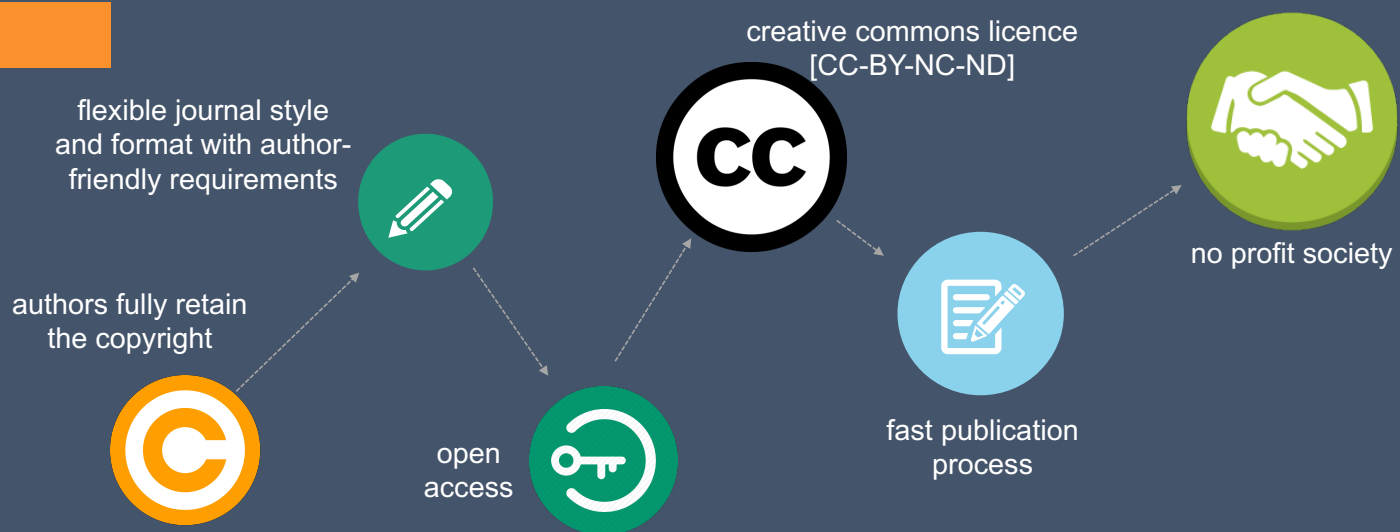 authors fully retain
the copyright
flexible journal style
and format with author-
friendly requirements
open
access
creative commons licence
[CC-BY-NC-ND]
cc
fast publication
process
no profit society